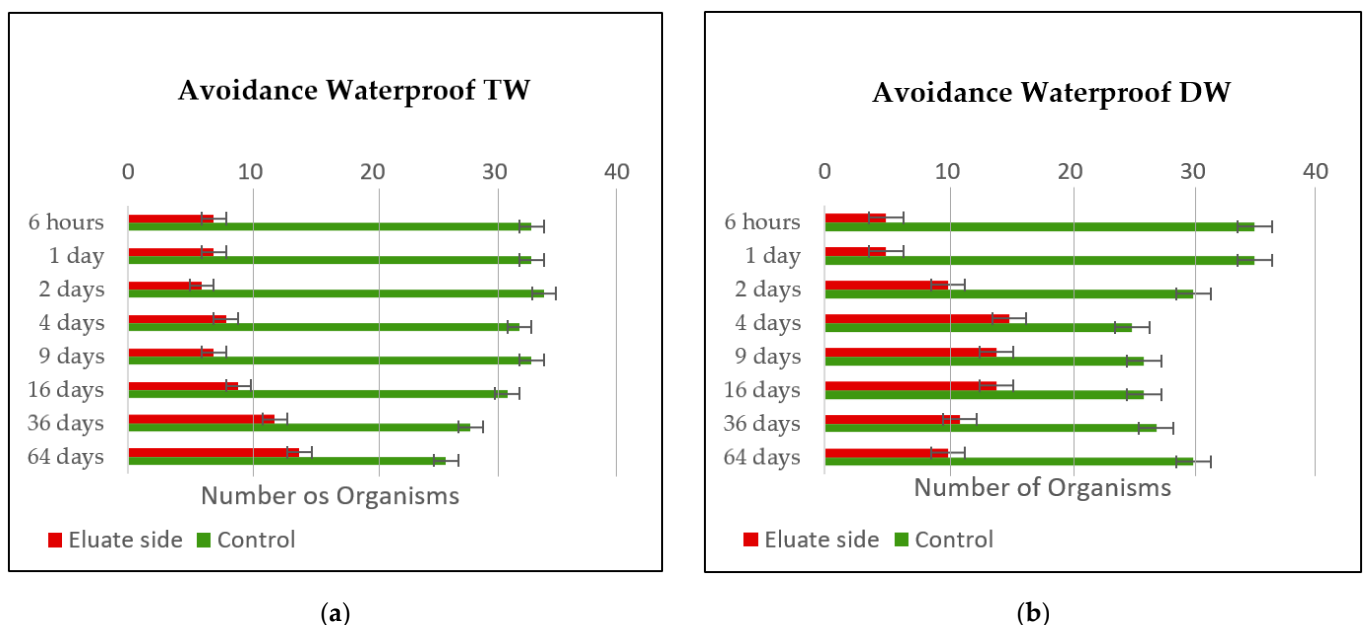 Avoidance Waterproof TW
0 10 20 30 40
6 hours
1 day
2 days
4 days
9 days
16 days
36 days
64 days
Number os Organisms
Eluate side Control
(a)
Avoidance Waterproof DW
0 10 20 30 40
6 hours
1 day
2 days
4 days
9 days
16 days
36 days
64 days
Number of Organisms
Eluate side Control
(b)